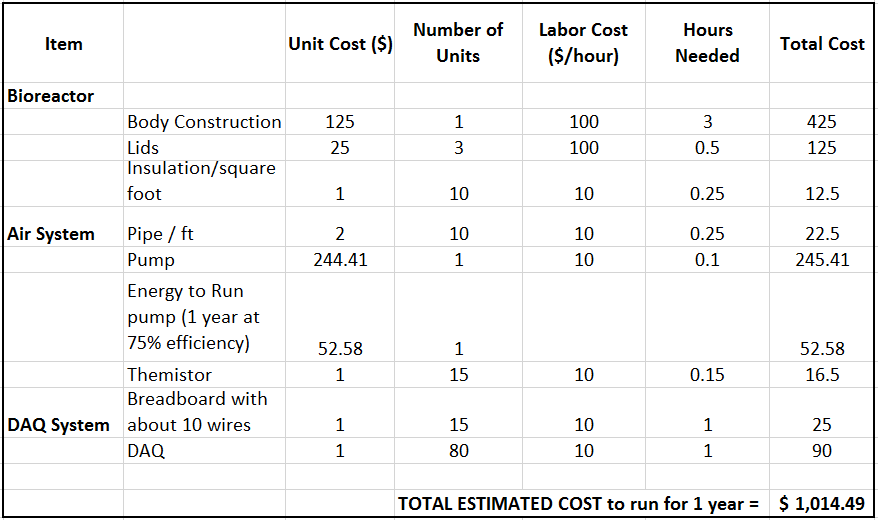 Item Unit Cost ($) Number of Units Labor Cost ($/hour) Hours Needed Total Cost
Bioreactor
Body Construction 125 1 100 3 425
Lids 25 3 100 0.5 125
Insulation/square
foot 1 10 10 0.25 12.5
Air System Pipe / ft 2 10 10 0.25 22.5
Pump 244.41 1 10 0.1 245.41
Energy to Run
pump (1 year at
75% efficiency) 52.58 1 52.58
Themistor 1 15 10 0.15 16.5
Breadboard with
DAQ System about 10 wires 1 15 10 1 25
DAQ 1 80 10 1 90
TOTAL ESTIMATED COST to run for 1 year = $ 1,014.49